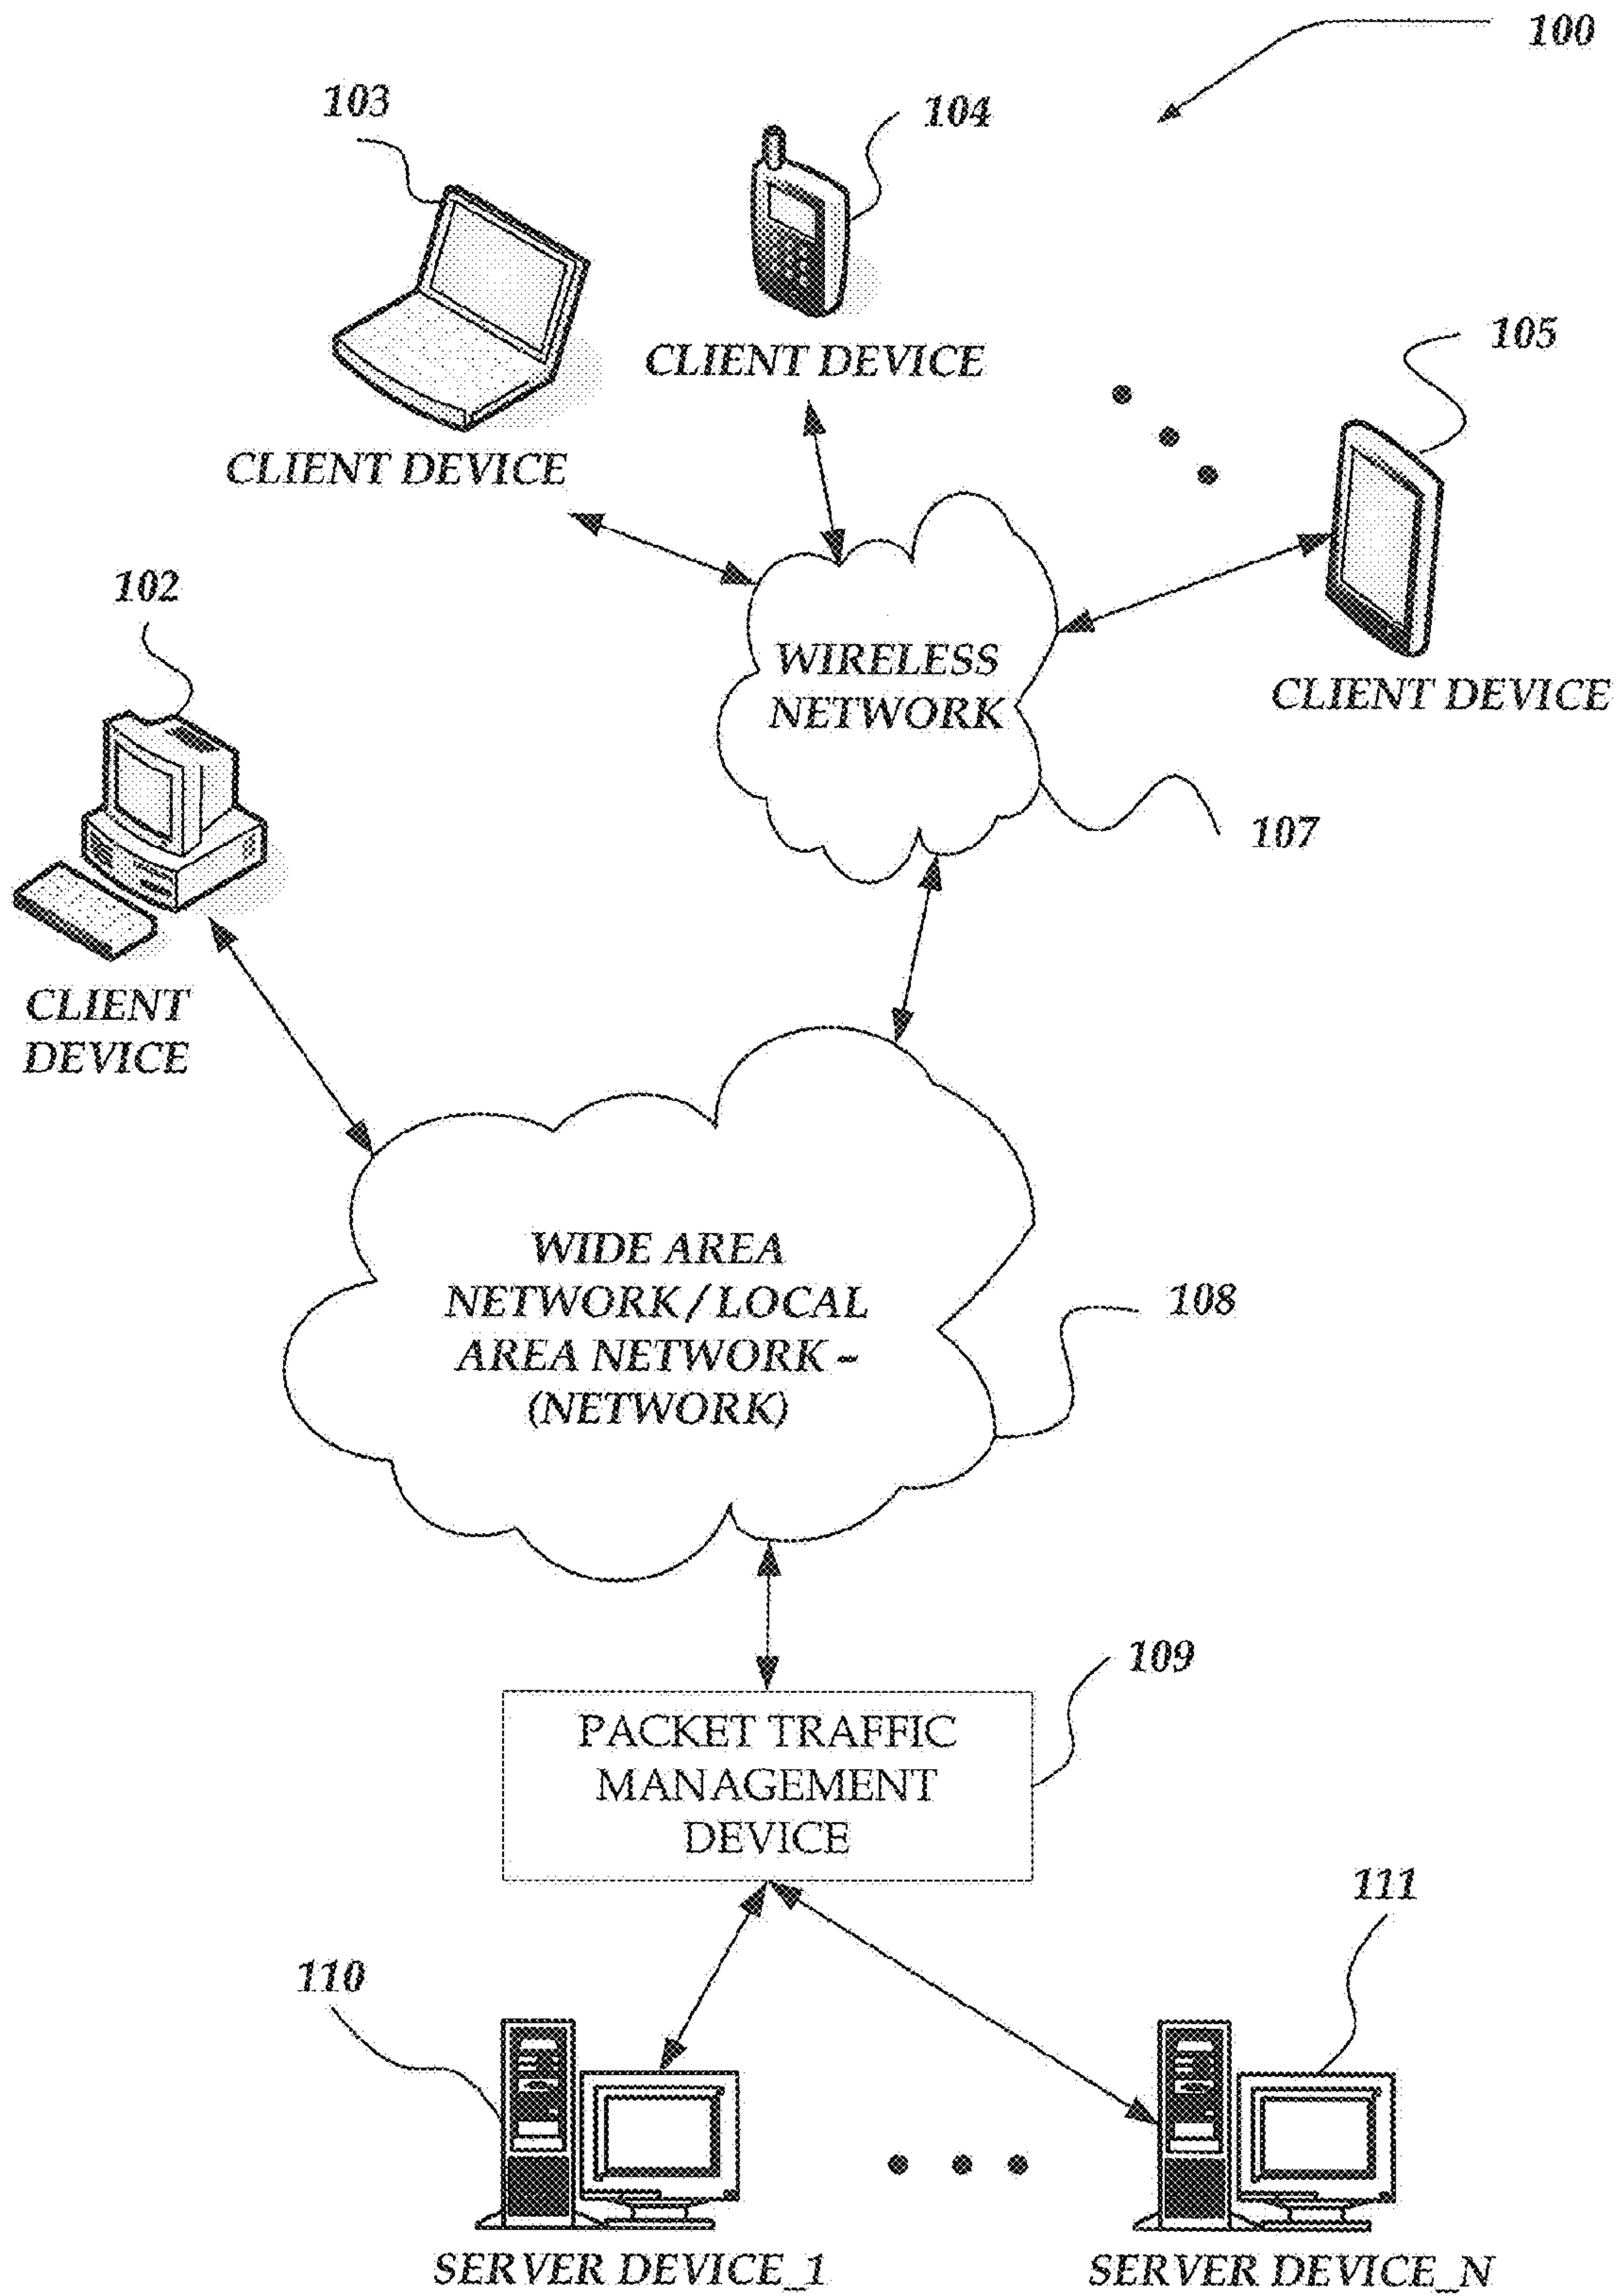 100
103
104
CLIENT DEVICE
105
CLIENT DEVICE
102
WIRELESS
NETWORK
CLIENT DEVICE
107
CLIENT
DEVICE
WIDE AREA
NETWORK / LOCAL
AREA NETWORK –
(NETWORK)
108
109
PACKET TRAFFIC
MANAGEMENT
DEVICE
111
110
SERVER DEVICE_1
SERVER DEVICE_N